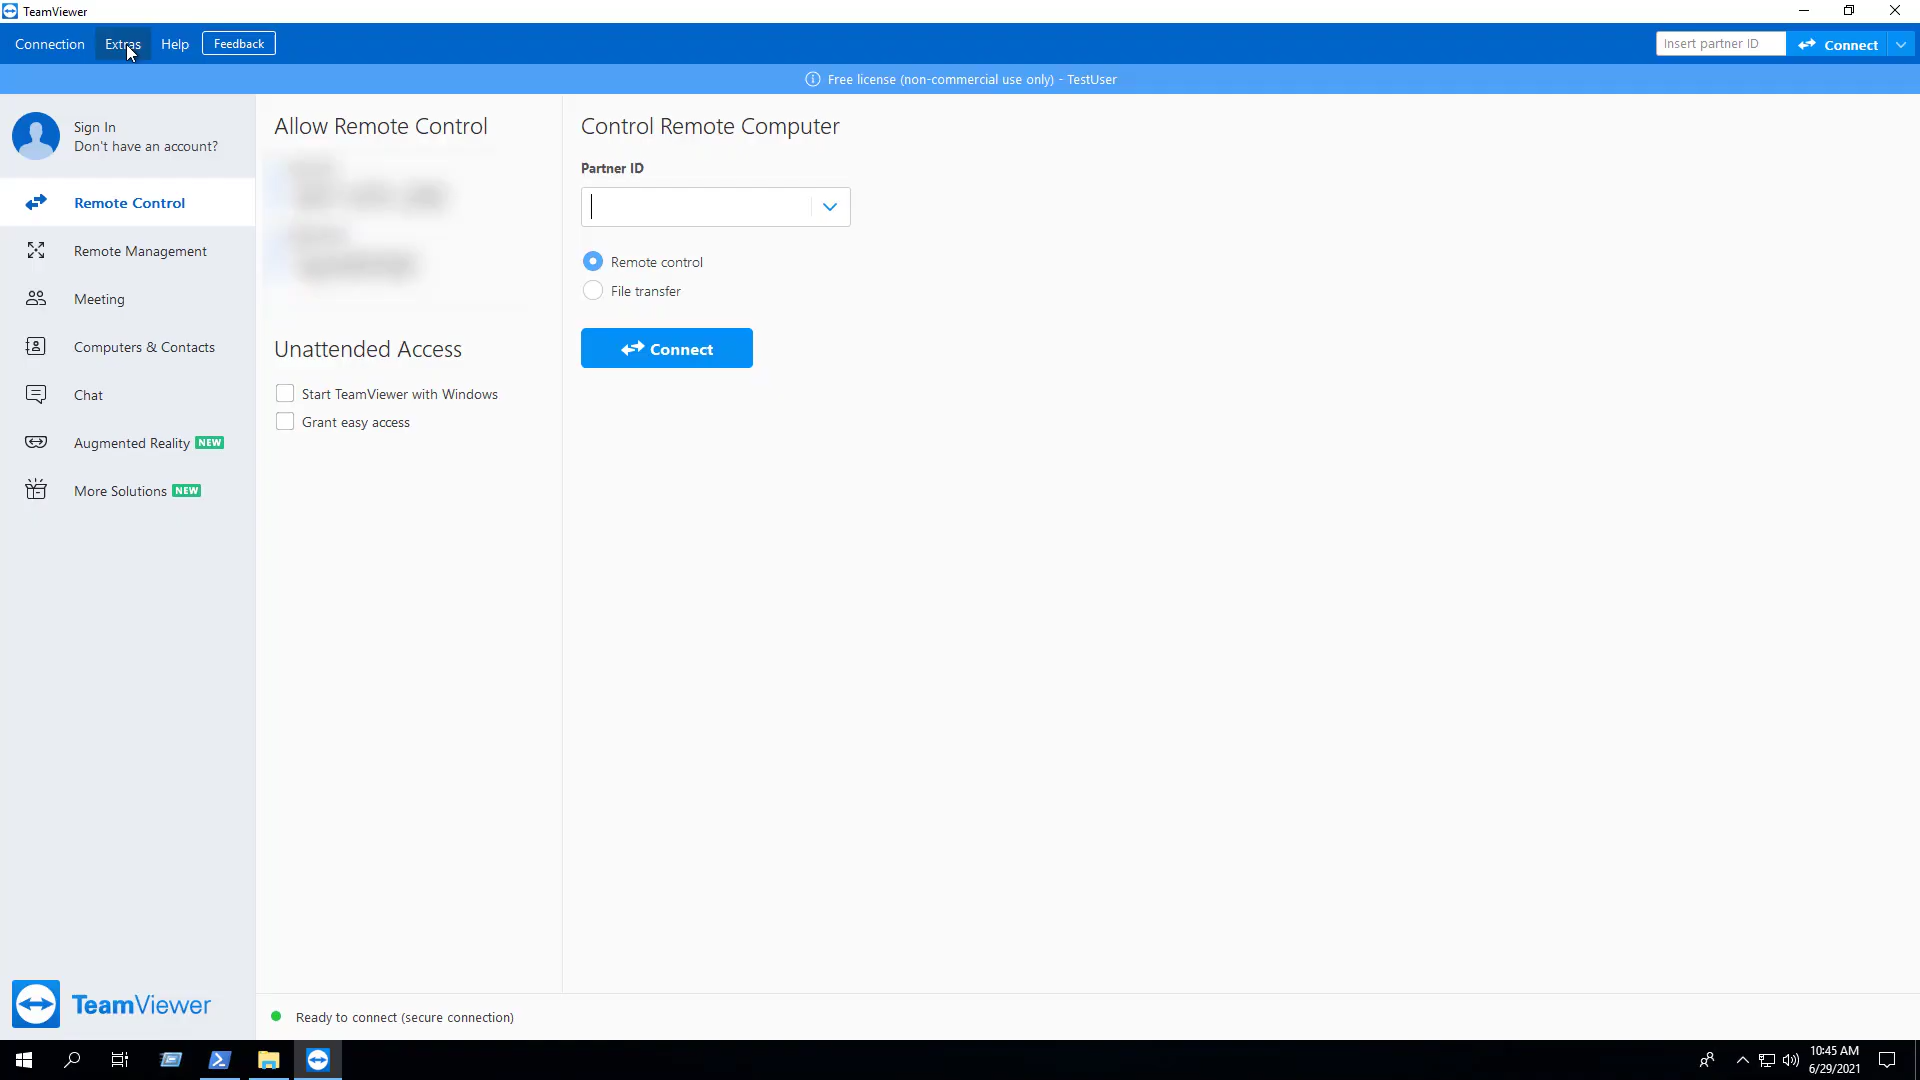 TeamViewer
Connection Extras Help Feedback
Insert partner ID Connect
Free license (non-commercial use only) - TestUser
Sign In
Don't have an account?
Remote Control
Remote Management
Meeting
Computers & Contacts
Chat
Augmented Reality NEW
More Solutions NEW
TeamViewer
Allow Remote Control
Unattended Access
Start TeamViewer with Windows
Grant easy access
Control Remote Computer
Partner ID
Remote control
File transfer
Connect
Ready to connect (secure connection)
10:45 AM
6/29/2021